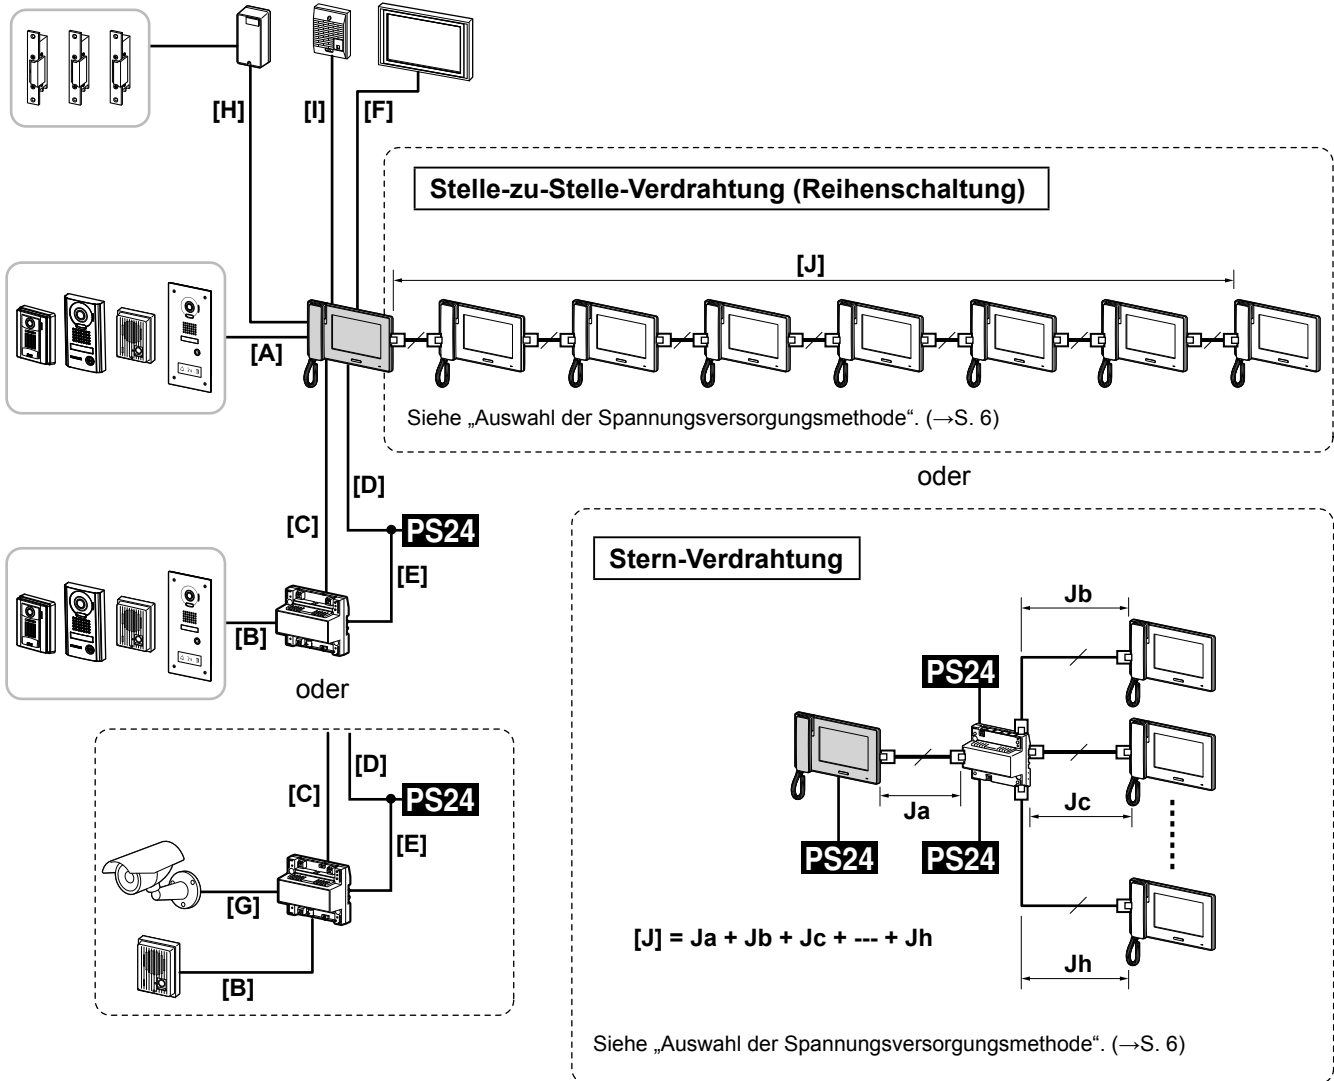 [H]
[I]
[F]
Stelle-zu-Stelle-Verdrahtung (Reihenschaltung)
[J]
[A]
Siehe „Auswahl der Spannungsversorgungsmethode“. (→S. 6)
oder
[D]
[C]
PS24
[E]
[B]
oder
[D]
[C]
PS24
[E]
[G]
[B]
Stern-Verdrahtung
Jb
PS24
Ja
Jc
PS24
PS24
[J] = Ja + Jb + Jc + --- + Jh
Jh
Siehe „Auswahl der Spannungsversorgungsmethode“. (→S. 6)